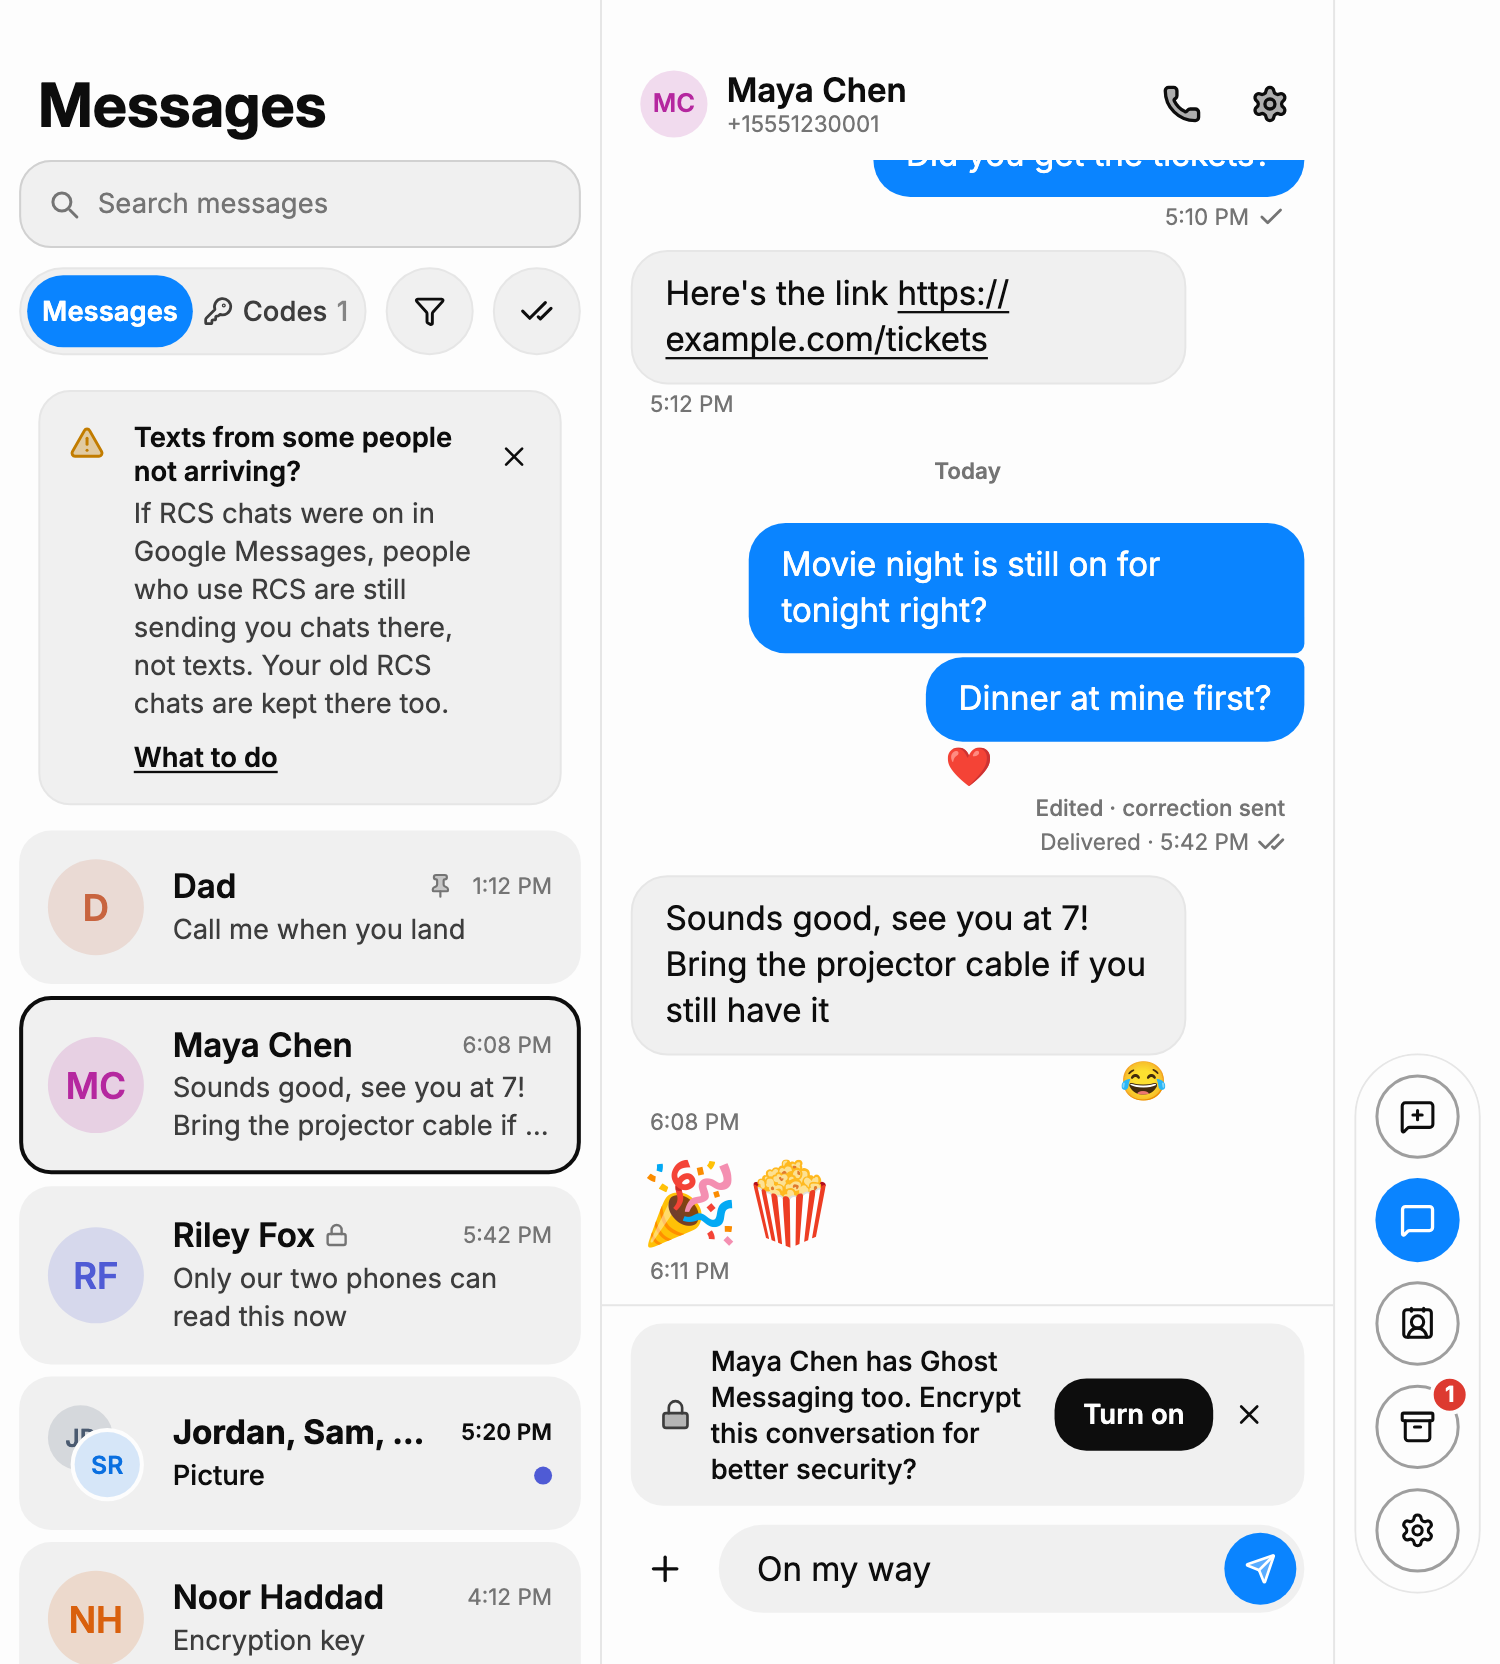 Messages
Search messages
Messages
Codes 1
Texts from some people
not arriving?
If RCS chats were on in
Google Messages, people
who use RCS are still
sending you chats there,
not texts. Your old RCS
chats are kept there too.
What to do
D
Dad
1:12 PM
Call me when you land
MC
Maya Chen
6:08 PM
Sounds good, see you at 7!
Bring the projector cable if ...
RF
Riley Fox
5:42 PM
Only our two phones can
read this now
SR
Jordan, Sam, ...
5:20 PM
Picture
NH
Noor Haddad
4:12 PM
Encryption key
MC
Maya Chen
+15551230001
Did you get the tickets?
5:10 PM
Here's the link https://
example.com/tickets
5:12 PM
Today
Movie night is still on for
tonight right?
Dinner at mine first?
Edited · correction sent
Delivered · 5:42 PM
Sounds good, see you at 7!
Bring the projector cable if you
still have it
6:08 PM
6:11 PM
Maya Chen has Ghost
Messaging too. Encrypt
this conversation for
better security?
Turn on
On my way
1